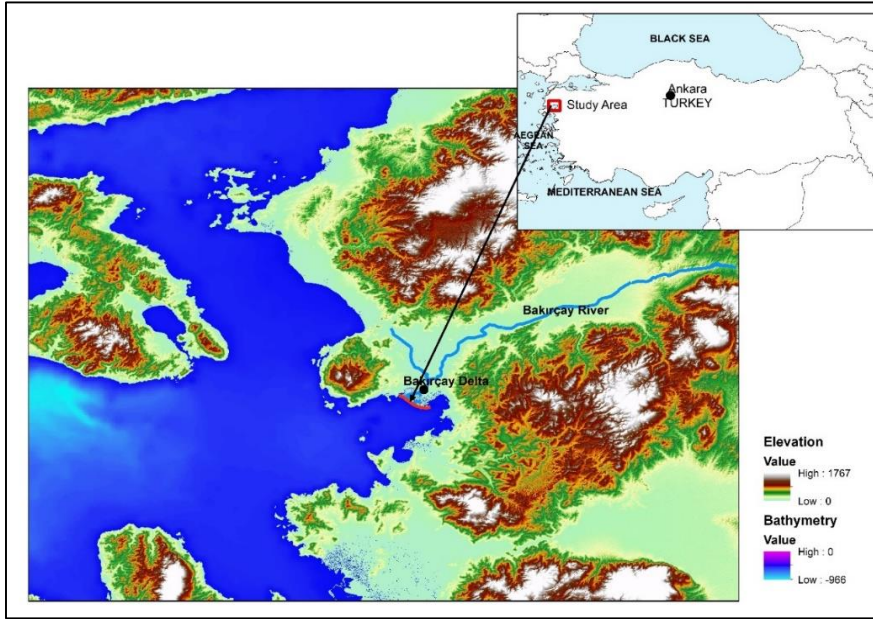 BLACK SEA
Ankara
TURKEY
Study Area
AEGEAN
SEA
MEDITERRANEAN SEA
Bakırçay River
Bakırçay Delta
Elevation
Value
High : 1767
Low : 0
Bathymetry
Value
High : 0
Low : -966